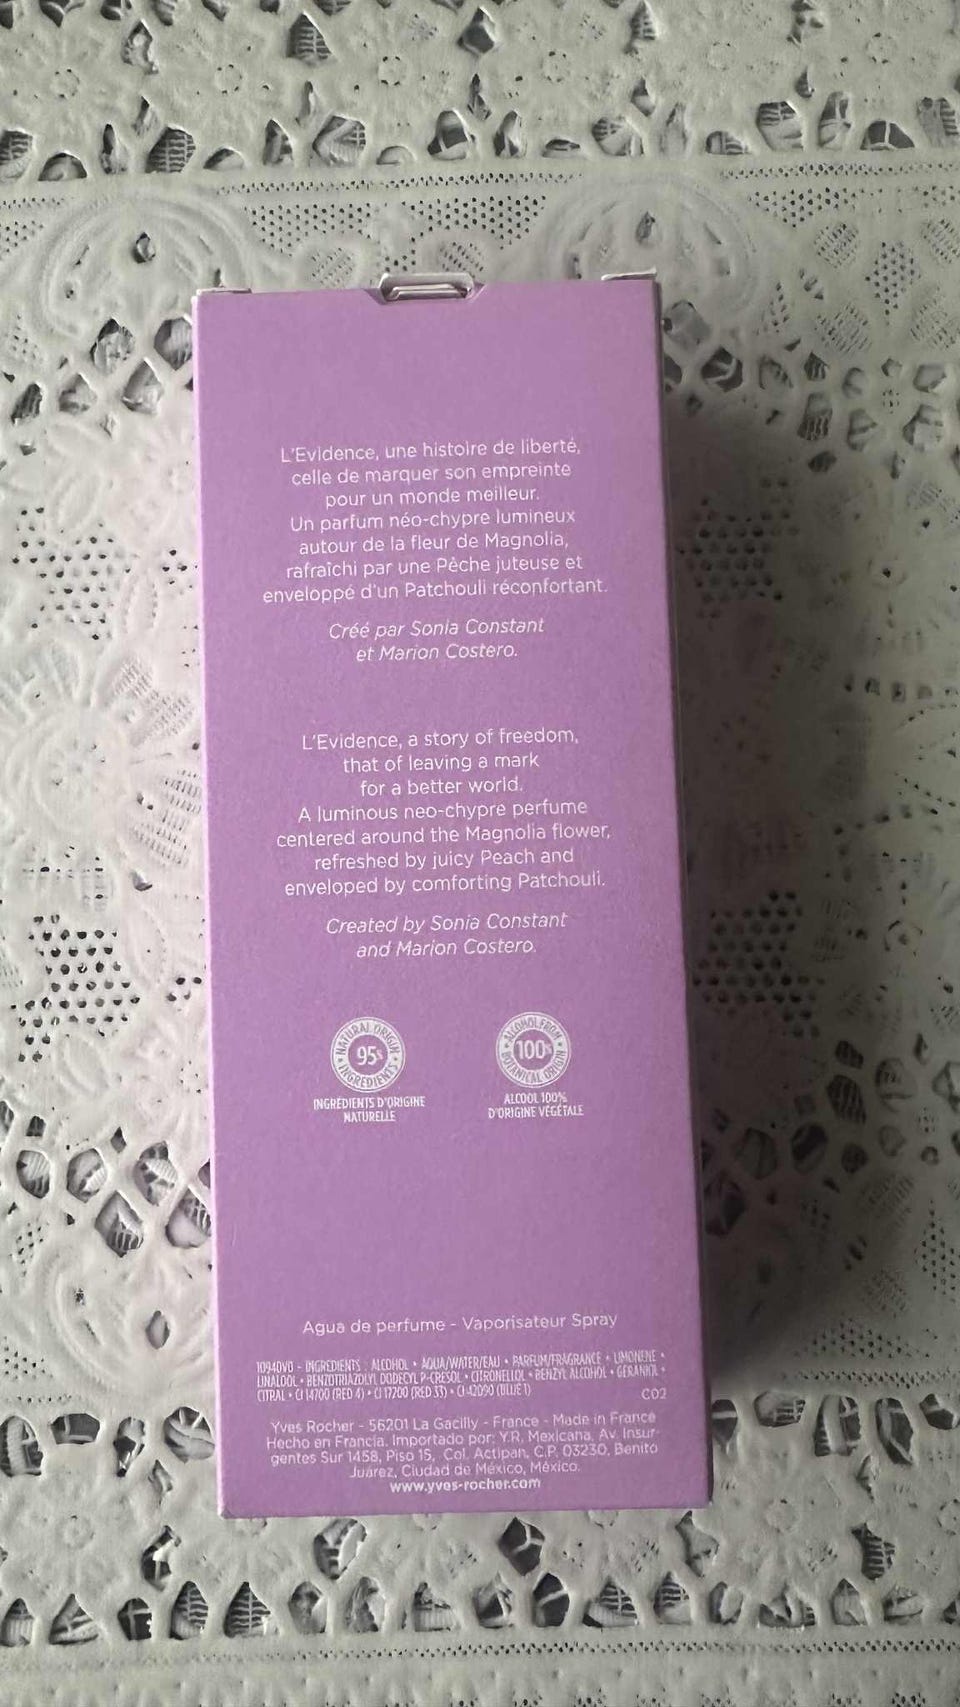 L'Evidence, une histoire de liberté,
celle de marquer son empreinte
pour un monde meilleur.
Un parfum néo-chypre lumineux
autour de la fleur de Magnolia,
rafraîchi par une Pêche juteuse et
enveloppé d'un Patchouli réconfortant.
Créé par Sonia Constant
et Marion Costero.
L'Evidence, a story of freedom,
that of leaving a mark
for a better world.
A luminous neo-chypre perfume
centered around the Magnolia flower,
refreshed by juicy Peach and
enveloped by comforting Patchouli.
Created by Sonia Constant
and Marion Costero.
NATURAL ORIGIN
95%
INGREDIENTS
INGRÉDIENTS D'ORIGINE
NATURELLE
ALCOHOL FROM
100%
BOTANICAL ORIGIN
ALCOOL 100%
D'ORIGINE VÉGÉTALE
Agua de perfume - Vaporisateur Spray
10940V0 - INGREDIENTS : ALCOHOL • AQUA/WATER/EAU • PARFUM/FRAGRANCE • LIMONENE •
LINALOOL • BENZOTRIAZOLYL DODECYL P-CRESOL • CITRONELLOL • BENZYL ALCOHOL • GERANIOL •
CITRAL • CI 14700 (RED 4) • CI 17200 (RED 33) • CI 42090 (BLUE 1)
C02
Yves Rocher - 56201 La Gacilly - France - Made in France
Hecho en Francia. Importado por: Y.R. Mexicana, Av. Insur-
gentes Sur 1458, Piso 15, Col. Actipan, C.P. 03230, Benito
Juárez, Ciudad de México, México.
www.yves-rocher.com